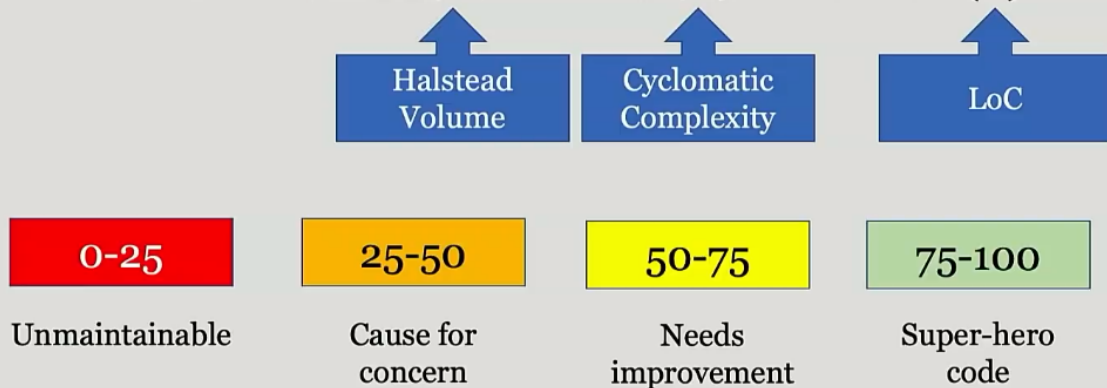 Halstead
Volume
Cyclomatic
Complexity
LoC
0-25
25-50
50-75
75-100
Unmaintainable
Cause for
concern
Needs
improvement
Super-hero
code